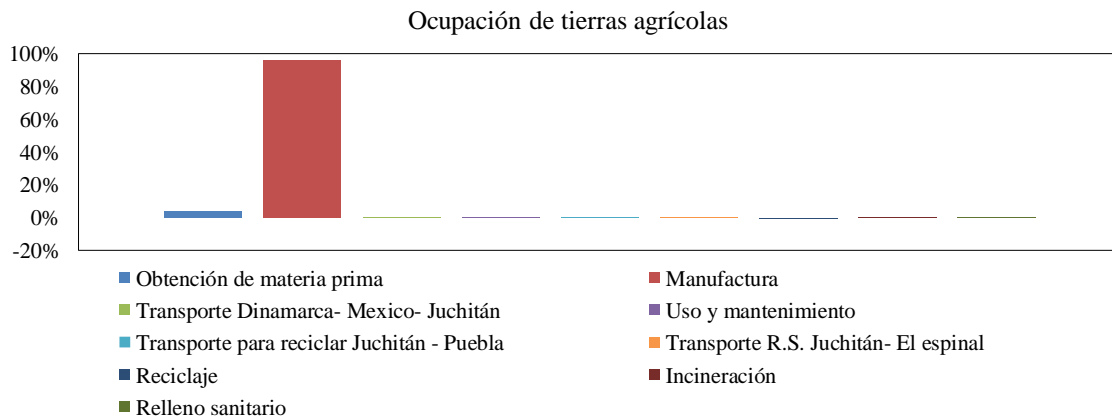 Ocupación de tierras agrícolas
100%
80%
60%
40%
20%
0%
-20%
Obtención de materia prima
Manufactura
Transporte Dinamarca- Mexico- Juchitán
Uso y mantenimiento
Transporte para reciclar Juchitán - Puebla
Transporte R.S. Juchitán- El espinal
Reciclaje
Incineración
Relleno sanitario